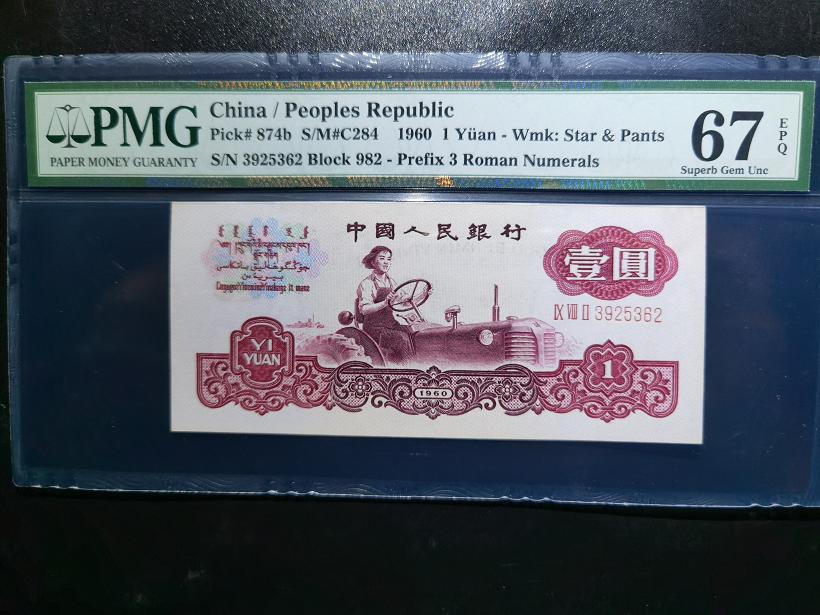 PMG
PAPER MONEY GUARANTY
China / Peoples Republic
Pick# 874b S/M#C284 1960 1 Yüan - Wmk: Star & Pants
S/N 3925362 Block 982 - Prefix 3 Roman Numerals
67
EPQ
Superb Gem Unc
中國人民銀行
壹圓
IX VIII II 3925362
YI
YUAN
1960
1